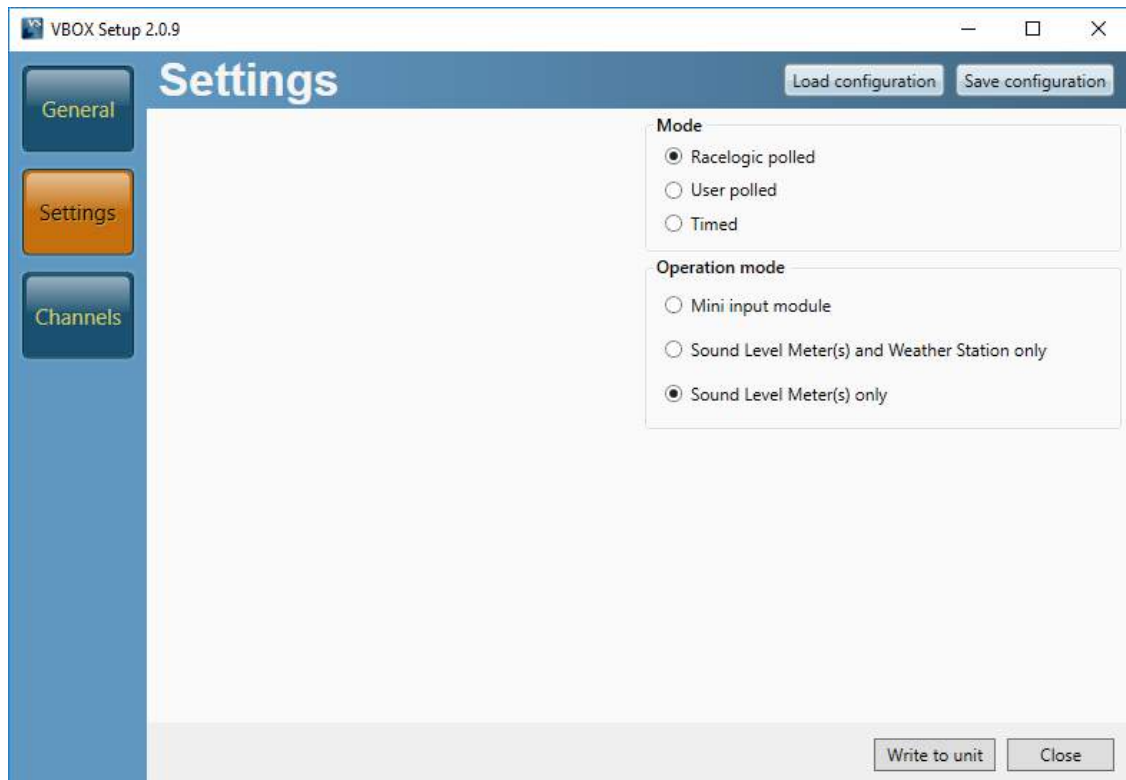 VBOX Setup 2.0.9
Settings
Load configuration
Save configuration
General
Settings
Channels
Mode
Racelogic polled
User polled
Timed
Operation mode
Mini input module
Sound Level Meter(s) and Weather Station only
Sound Level Meter(s) only
Write to unit
Close